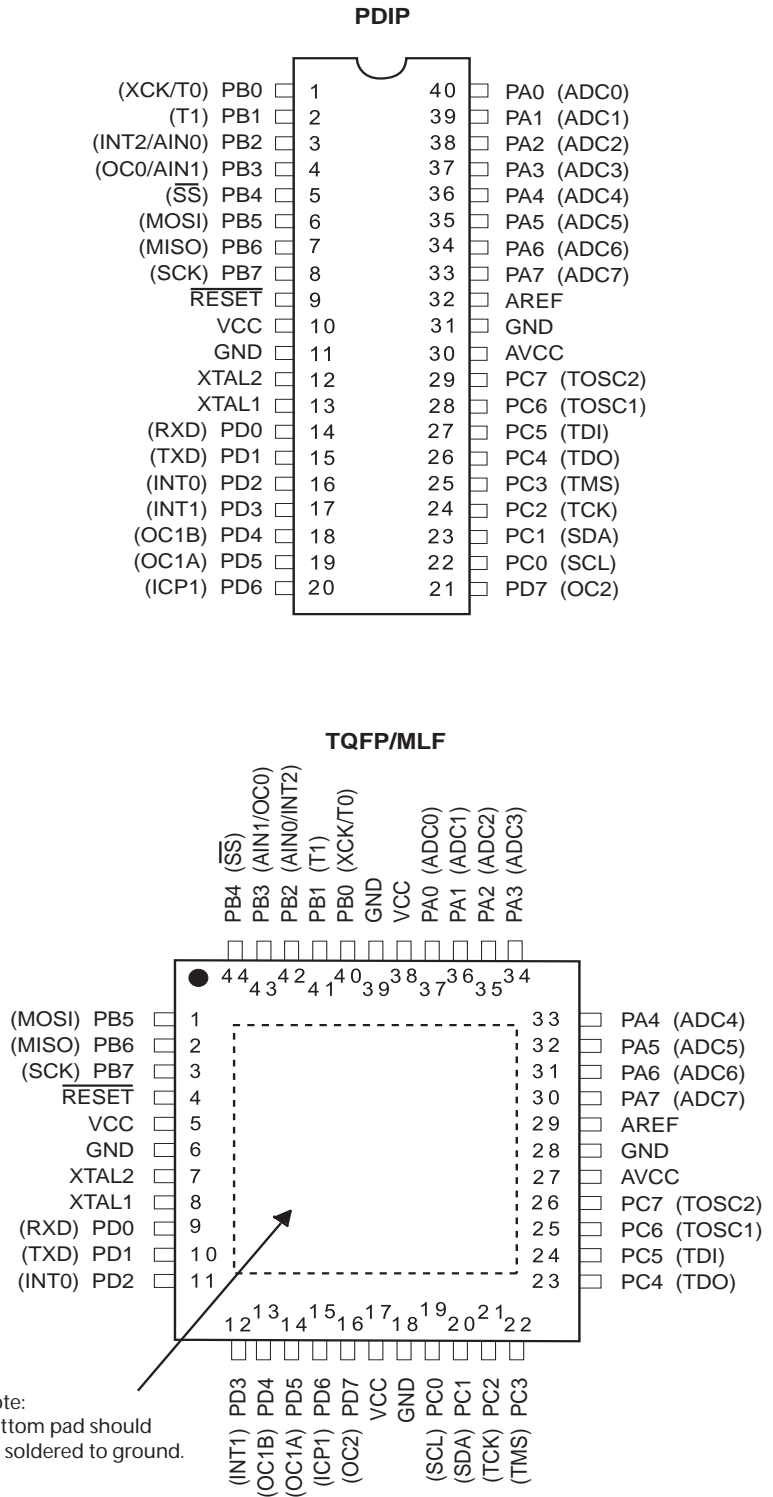 PDIP
(XCK/T0) PB0 1 40 PA0 (ADC0)
(T1) PB1 2 39 PA1 (ADC1)
(INT2/AIN0) PB2 3 38 PA2 (ADC2)
(OC0/AIN1) PB3 4 37 PA3 (ADC3)
(SS) PB4 5 36 PA4 (ADC4)
(MOSI) PB5 6 35 PA5 (ADC5)
(MISO) PB6 7 34 PA6 (ADC6)
(SCK) PB7 8 33 PA7 (ADC7)
RESET 9 32 AREF
VCC 10 31 GND
GND 11 30 AVCC
XTAL2 12 29 PC7 (TOSC2)
XTAL1 13 28 PC6 (TOSC1)
(RXD) PD0 14 27 PC5 (TDI)
(TXD) PD1 15 26 PC4 (TDO)
(INT0) PD2 16 25 PC3 (TMS)
(INT1) PD3 17 24 PC2 (TCK)
(OC1B) PD4 18 23 PC1 (SDA)
(OC1A) PD5 19 22 PC0 (SCL)
(ICP1) PD6 20 21 PD7 (OC2)
TQFP/MLF
PB4 (SS)
PB3 (AIN1/OC0)
PB2 (AIN0/INT2)
PB1 (T1)
PB0 (XCK/T0)
GND
VCC
PA0 (ADC0)
PA1 (ADC1)
PA2 (ADC2)
PA3 (ADC3)
44 43 42 41 40 39 38 37 36 35 34
(MOSI) PB5 1 33 PA4 (ADC4)
(MISO) PB6 2 32 PA5 (ADC5)
(SCK) PB7 3 31 PA6 (ADC6)
RESET 4 30 PA7 (ADC7)
VCC 5 29 AREF
GND 6 28 GND
XTAL2 7 27 AVCC
XTAL1 8 26 PC7 (TOSC2)
(RXD) PD0 9 25 PC6 (TOSC1)
(TXD) PD1 10 24 PC5 (TDI)
(INT0) PD2 11 23 PC4 (TDO)
12 13 14 15 16 17 18 19 20 21 22
(INT1) PD3
(OC1B) PD4
(OC1A) PD5
(ICP1) PD6
(OC2) PD7
VCC
GND
(SCL) PC0
(SDA) PC1
(TCK) PC2
(TMS) PC3
te:
ttom pad should
soldered to ground.